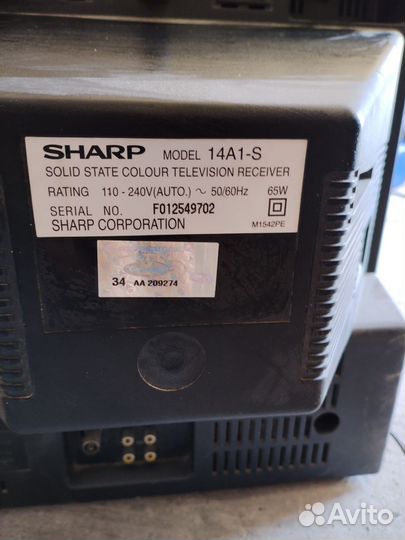 SHARP MODEL 14A1-S
SOLID STATE COLOUR TELEVISION RECEIVER
RATING 110 - 240V(AUTO.) ~ 50/60Hz 65W
SERIAL NO. F012549702
SHARP CORPORATION M1542PE
34 AA 209274
Avito